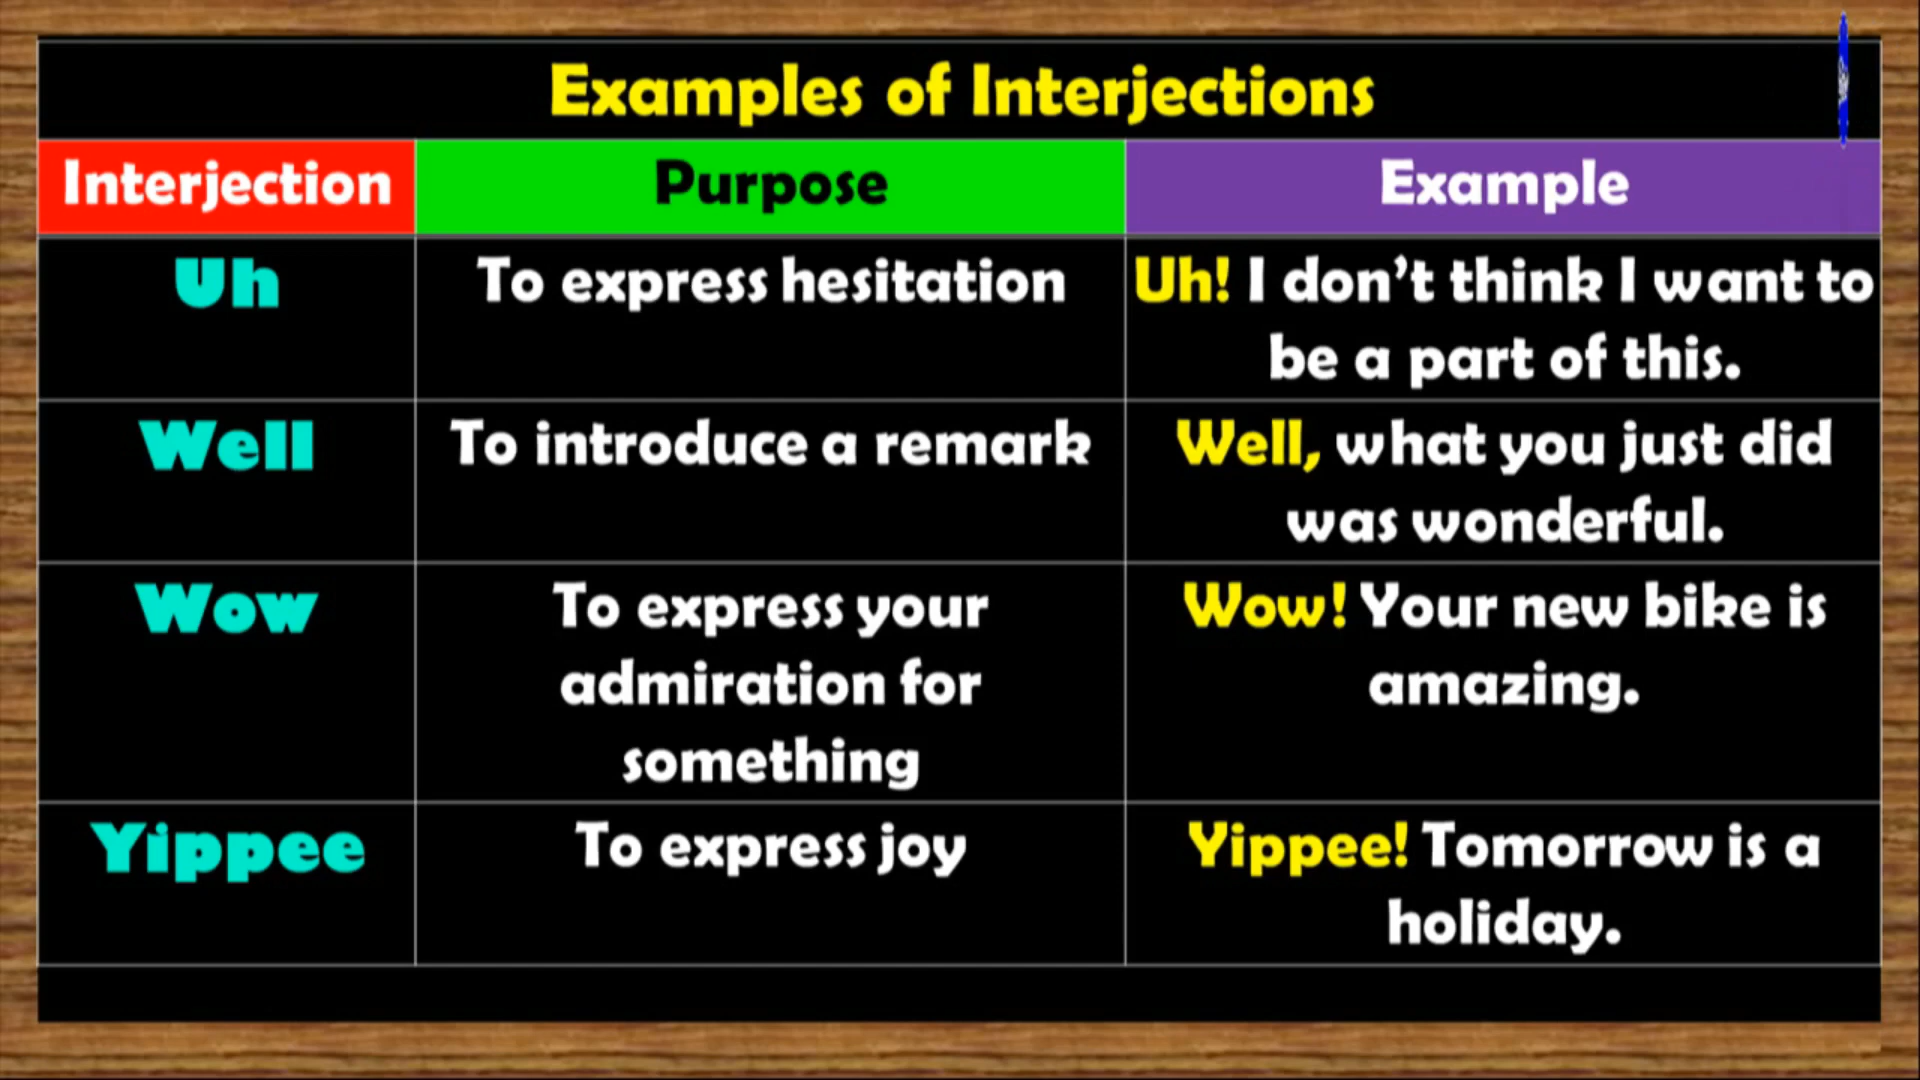 Examples of Interjections
Interjection Purpose Example
Uh To express hesitation Uh! I don't think I want to
be a part of this.
Well To introduce a remark Well, what you just did
was wonderful.
Wow To express your Wow! Your new bike is
admiration for amazing.
something
Yippee To express joy Yippee! Tomorrow is a
holiday.